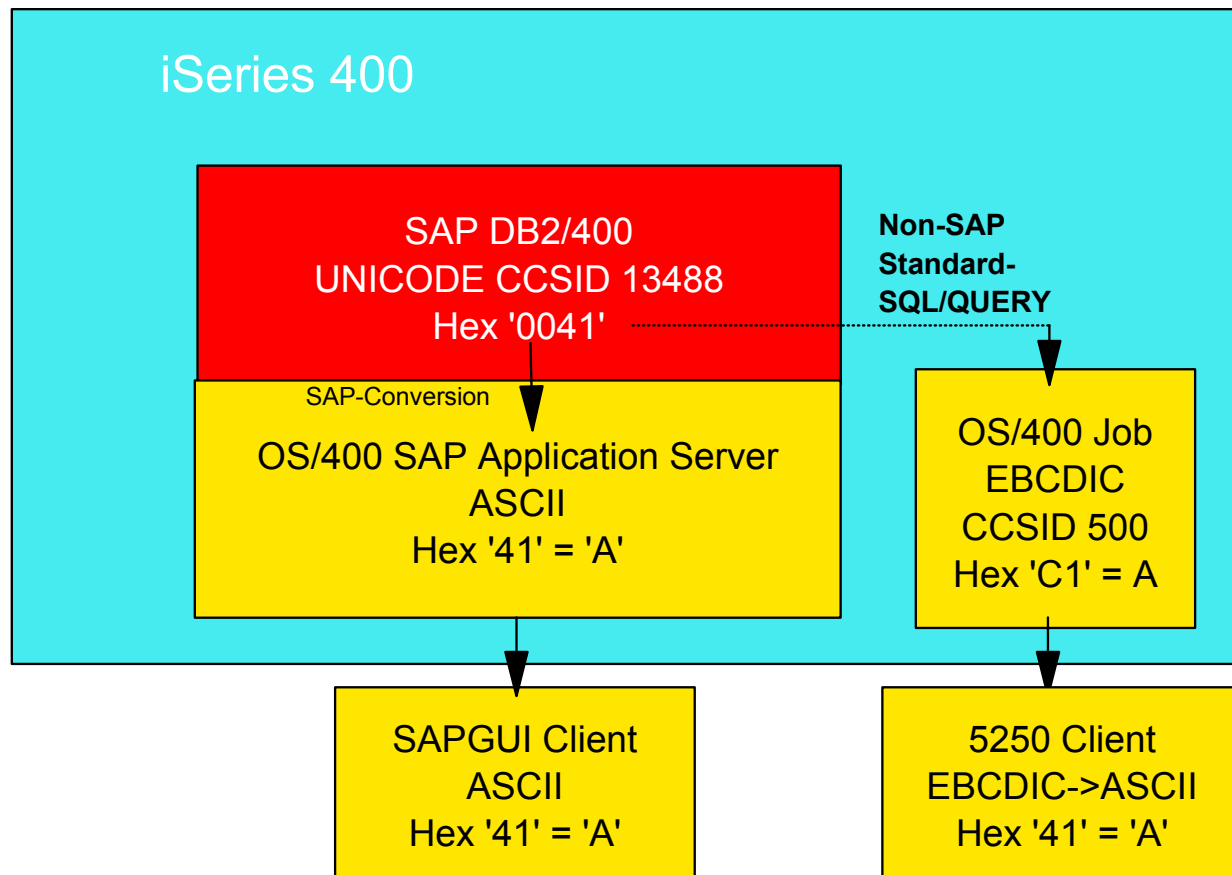 iSeries 400
SAP DB2/400
UNICODE CCSID 13488
Hex '0041'
Non-SAP
Standard-
SQL/QUERY
SAP-Conversion
OS/400 SAP Application Server
ASCII
Hex '41' = 'A'
OS/400 Job
EBCDIC
CCSID 500
Hex 'C1' = A
SAPGUI Client
ASCII
Hex '41' = 'A'
5250 Client
EBCDIC->ASCII
Hex '41' = 'A'